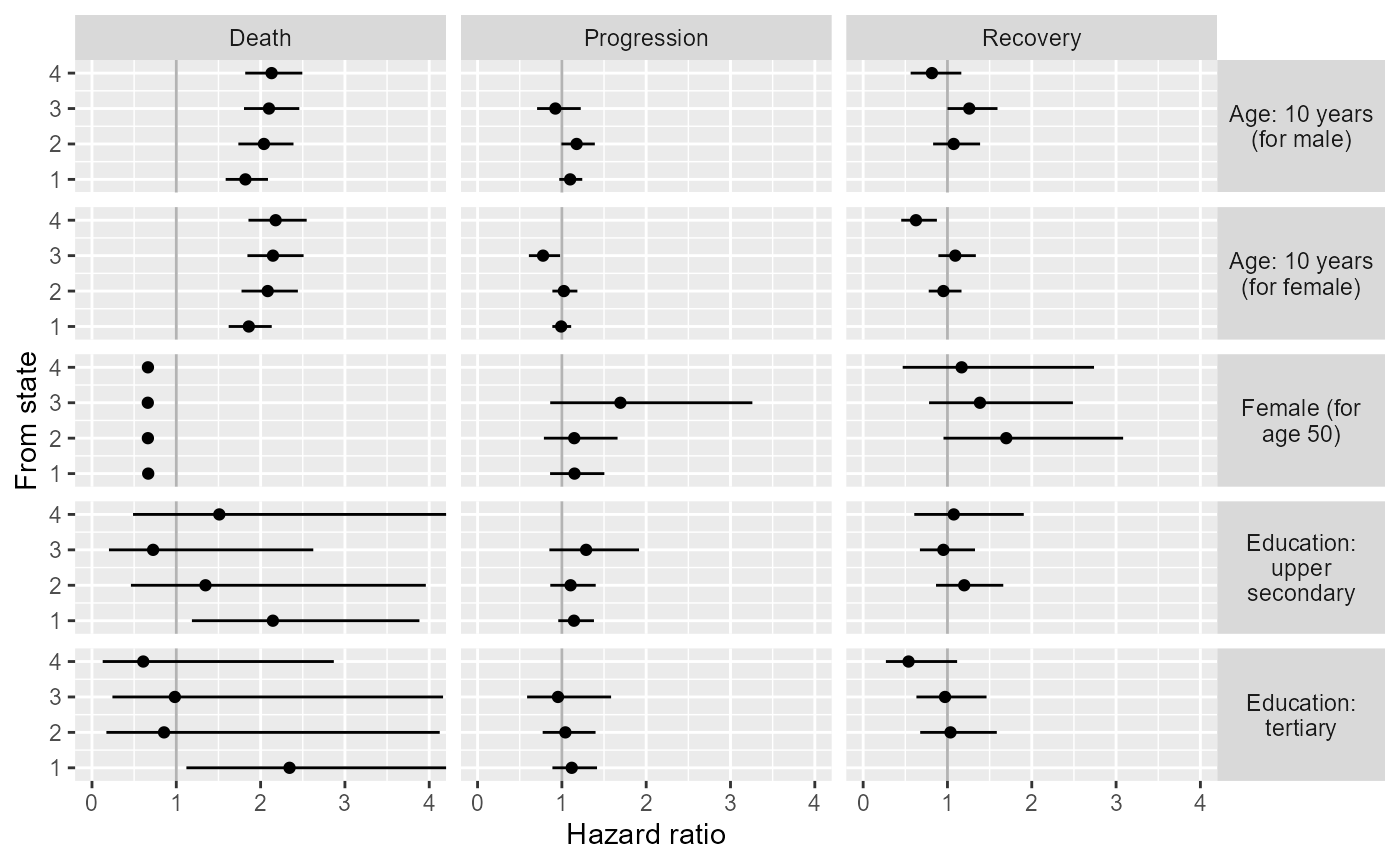 Death
Progression
Recovery
4
3
2
1
Age: 10 years
(for male)
4
3
2
1
Age: 10 years
(for female)
From state
4
3
2
1
Female (for
age 50)
4
3
2
1
Education:
upper
secondary
4
3
2
1
Education:
tertiary
0 1 2 3 4
0 1 2 3 4
0 1 2 3 4
Hazard ratio